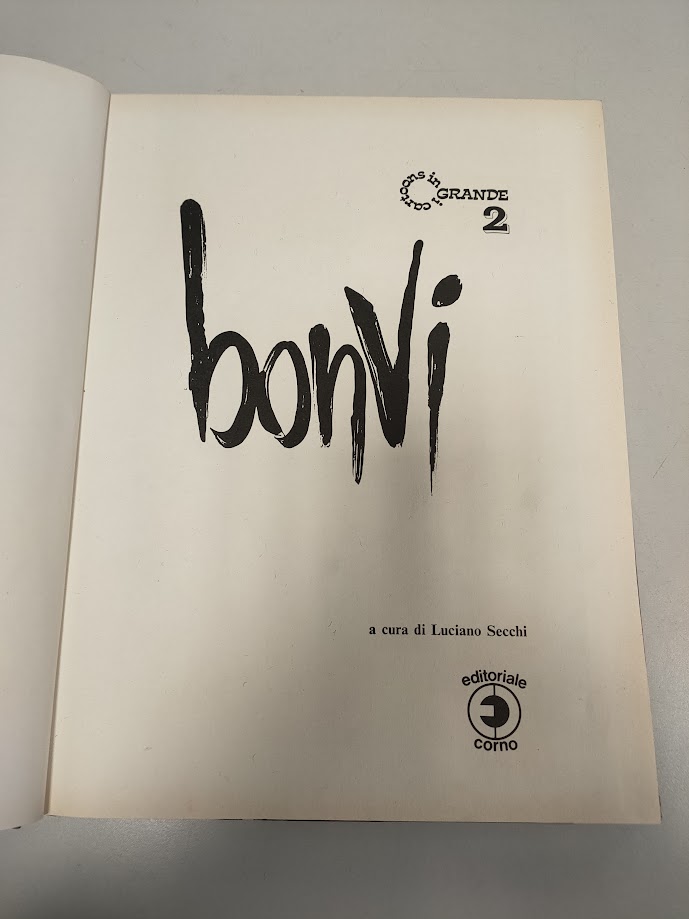 cartoons in
GRANDE
2
bonvi
a cura di Luciano Secchi
editoriale
corno